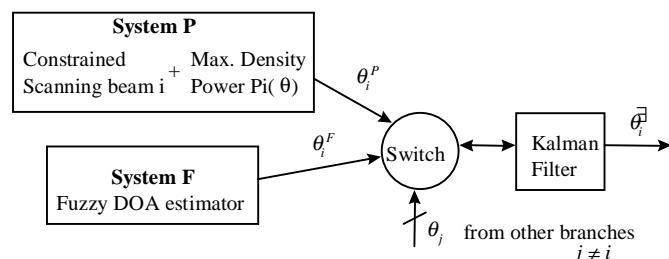 System P
Constrained + Max. Density
Scanning beam i Power Pi( θ)
θ_i^P
θ_i^F
System F
Fuzzy DOA estimator
Switch
Kalman
Filter
θ_i
θ_j from other branches
j ≠ i